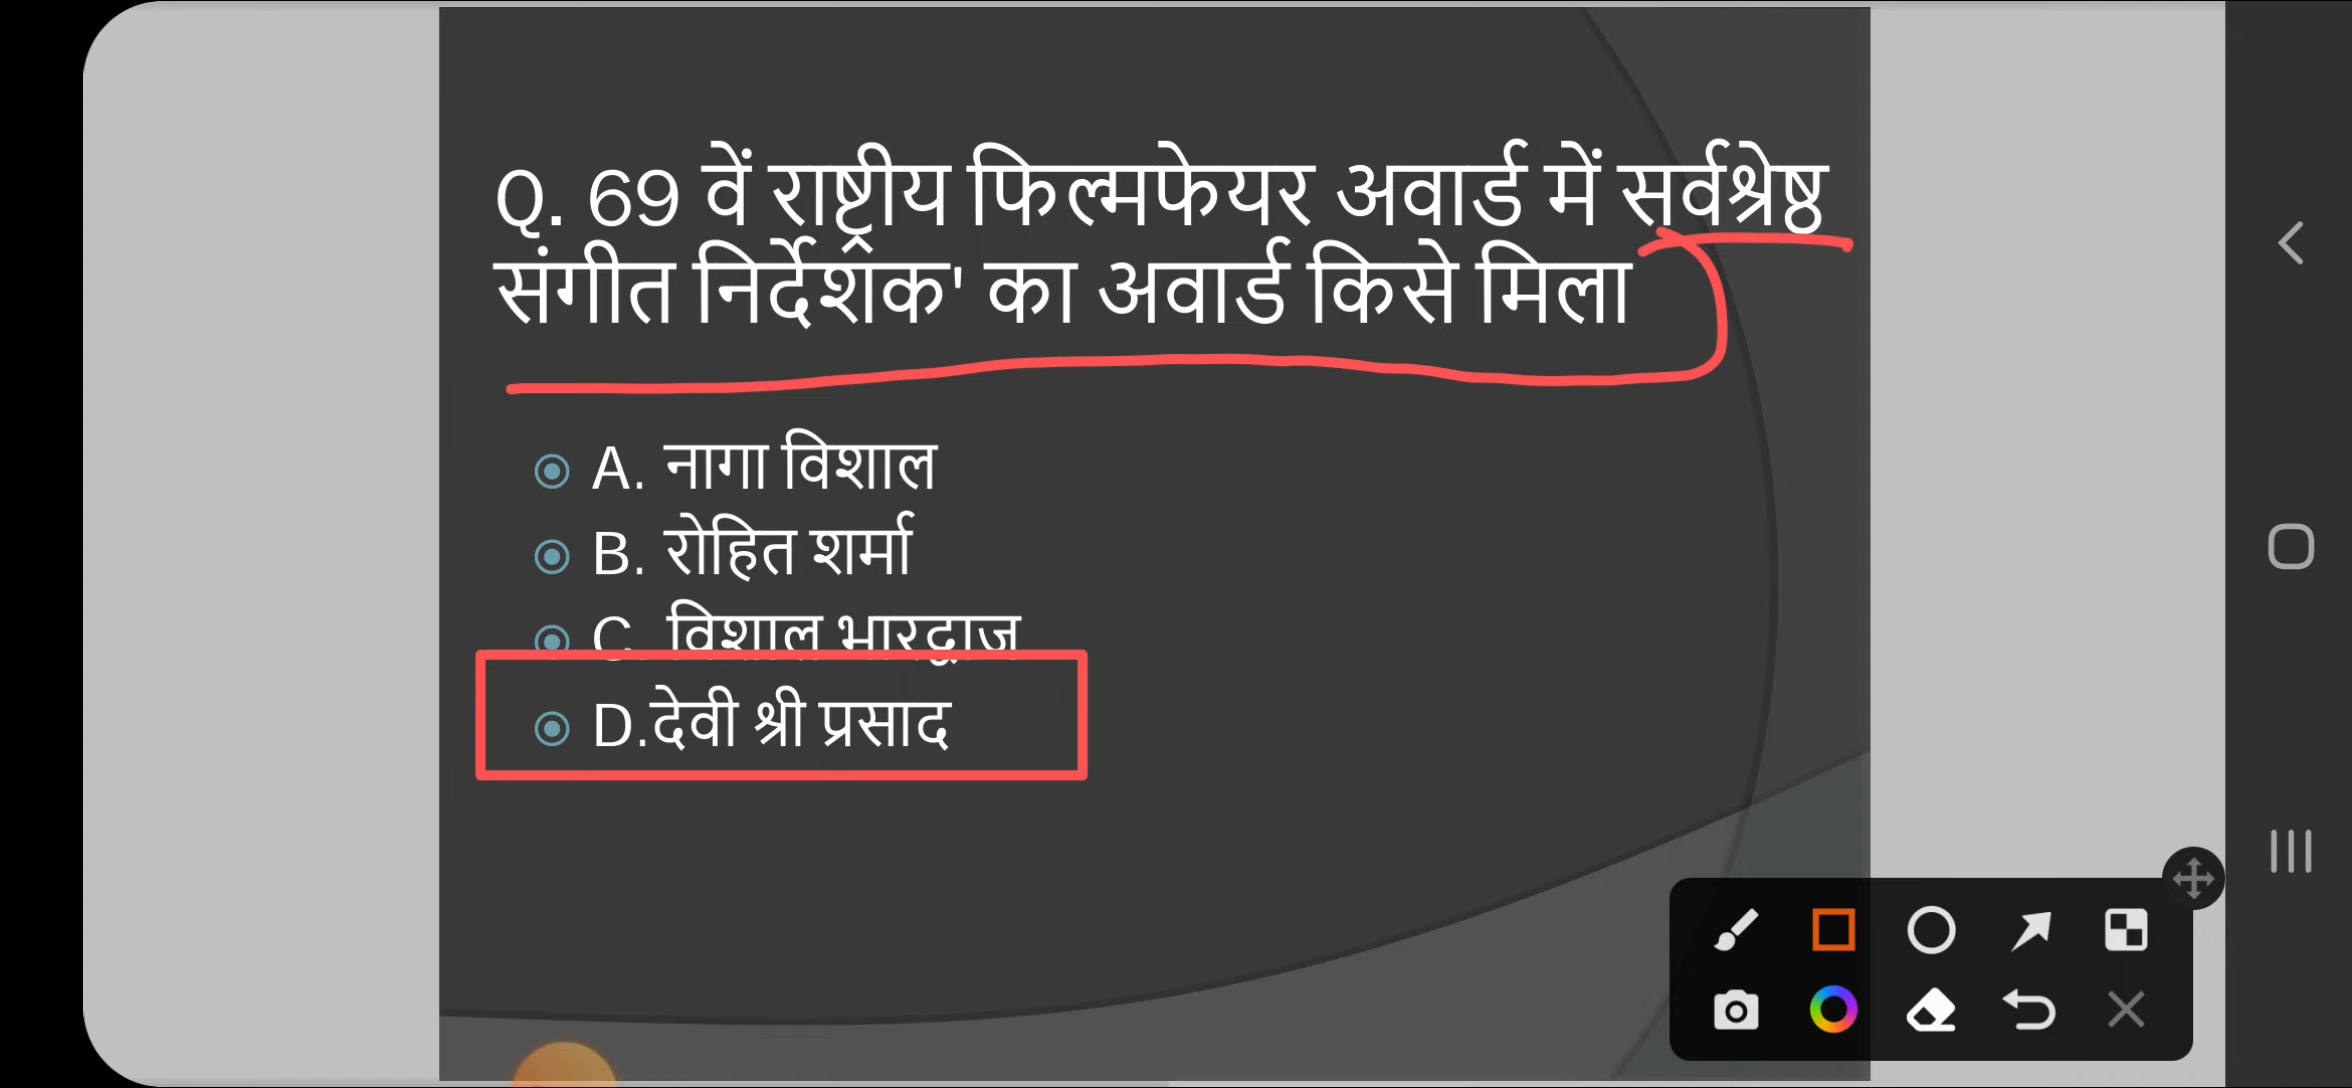 Q. 69 वें राष्ट्रीय फिल्मफेयर अवार्ड में सर्वश्रेष्ठ
संगीत निर्देशक' का अवार्ड किसे मिला
A. नागा विशाल
B. रोहित शर्मा
C. विशाल भारद्वाज
D.देवी श्री प्रसाद